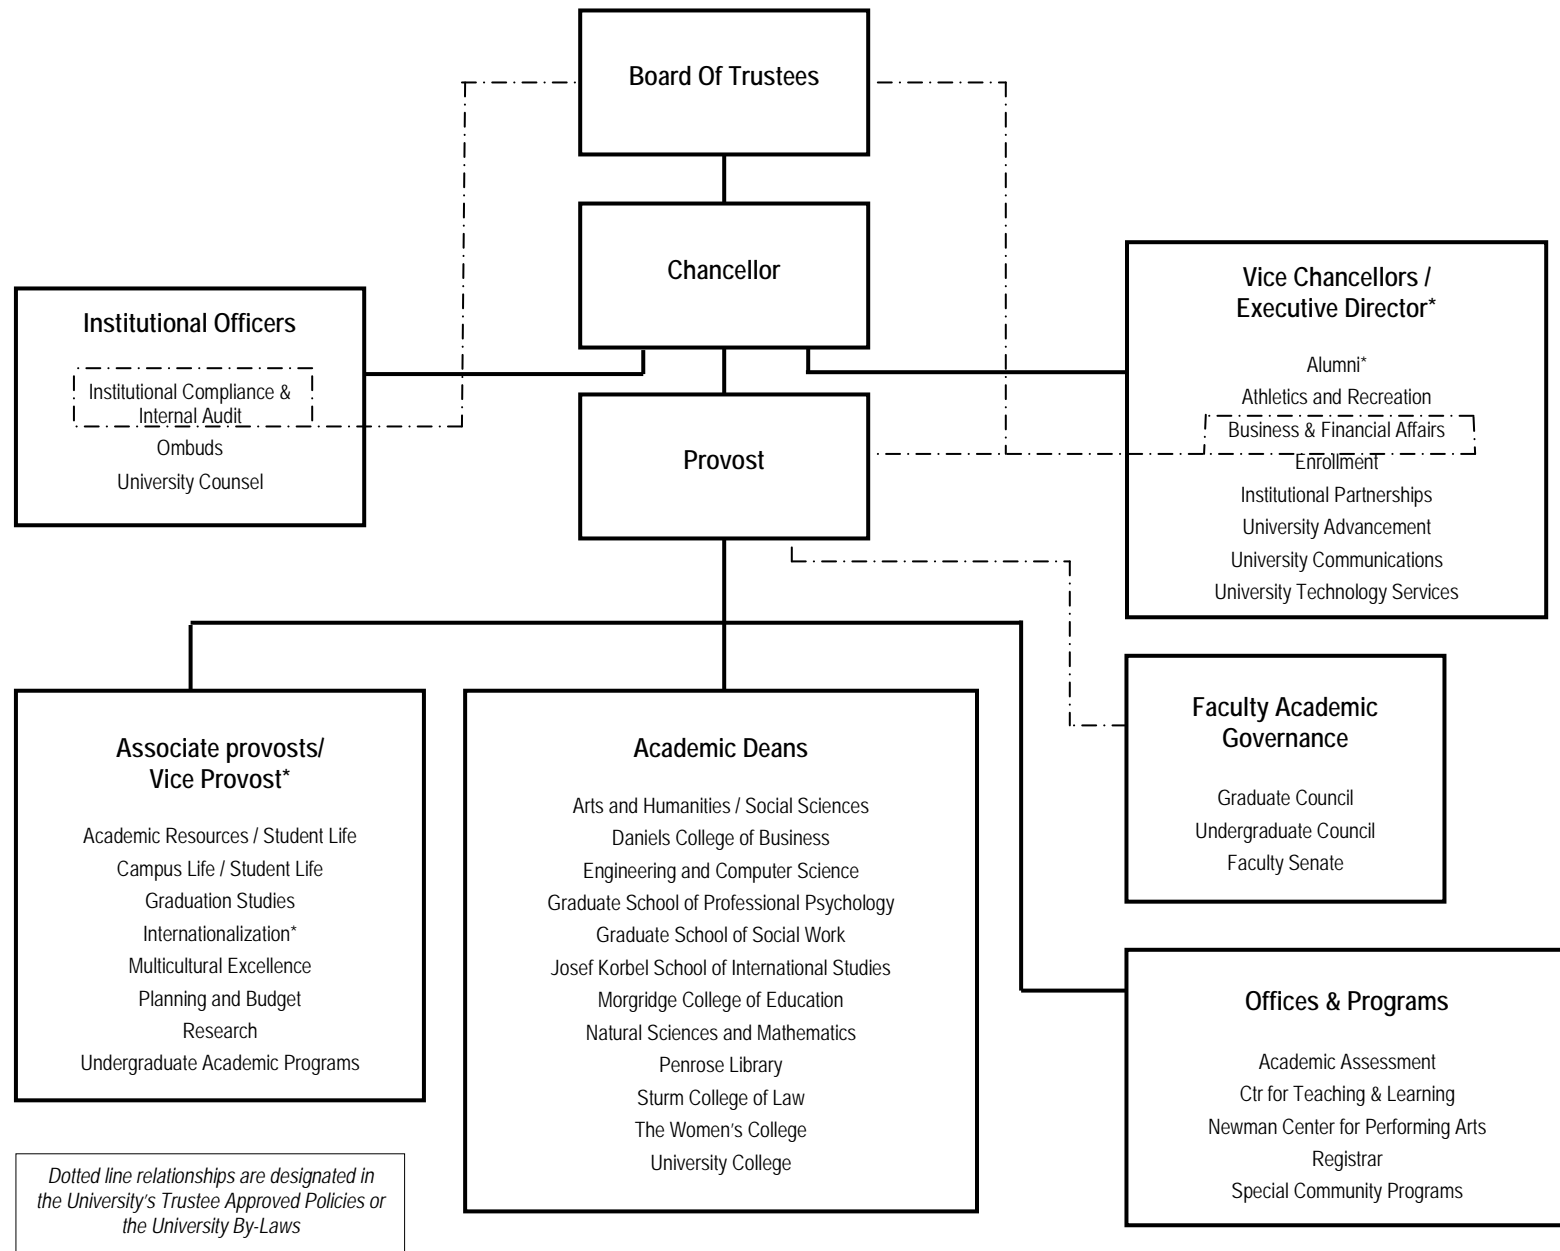 Board Of Trustees
Chancellor
Provost
Institutional Officers
Institutional Compliance &
Internal Audit
Ombuds
University Counsel
Vice Chancellors /
Executive Director*
Alumni*
Athletics and Recreation
Business & Financial Affairs
Enrollment
Institutional Partnerships
University Advancement
University Communications
University Technology Services
Associate provosts/
Vice Provost*
Academic Resources / Student Life
Campus Life / Student Life
Graduation Studies
Internationalization*
Multicultural Excellence
Planning and Budget
Research
Undergraduate Academic Programs
Academic Deans
Arts and Humanities / Social Sciences
Daniels College of Business
Engineering and Computer Science
Graduate School of Professional Psychology
Graduate School of Social Work
Josef Korbel School of International Studies
Morgridge College of Education
Natural Sciences and Mathematics
Penrose Library
Sturm College of Law
The Women's College
University College
Faculty Academic
Governance
Graduate Council
Undergraduate Council
Faculty Senate
Offices & Programs
Academic Assessment
Ctr for Teaching & Learning
Newman Center for Performing Arts
Registrar
Special Community Programs
Dotted line relationships are designated in
the University's Trustee Approved Policies or
the University By-Laws